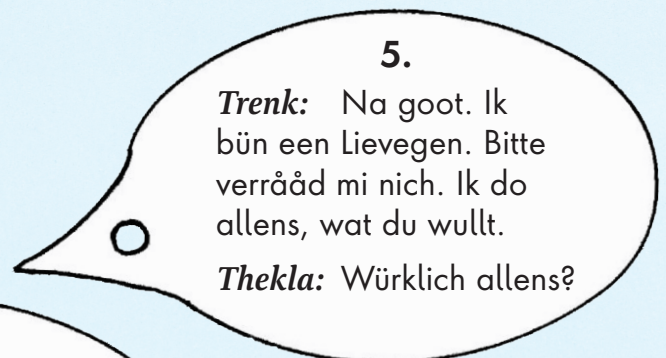 5.
Trenk: Na goot. Ik
bün een Lievegen. Bitte
verrååd mi nich. Ik do
allens, wat du wullt.
Thekla: Würklich allens?